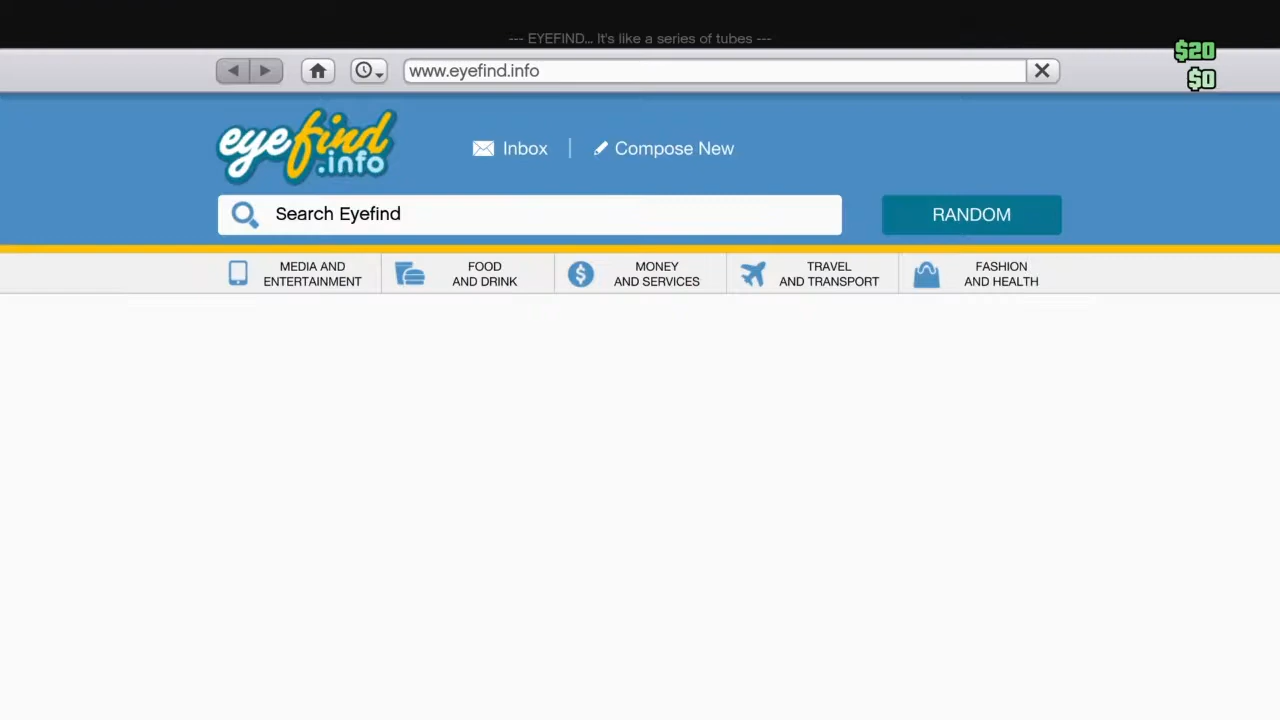 --- EYEFIND... It's like a series of tubes ---
$20
www.eyefind.info
$0
eyefind
.info
Inbox
Compose New
Search Eyefind
RANDOM
MEDIA AND
ENTERTAINMENT
FOOD
AND DRINK
MONEY
AND SERVICES
TRAVEL
AND TRANSPORT
FASHION
AND HEALTH